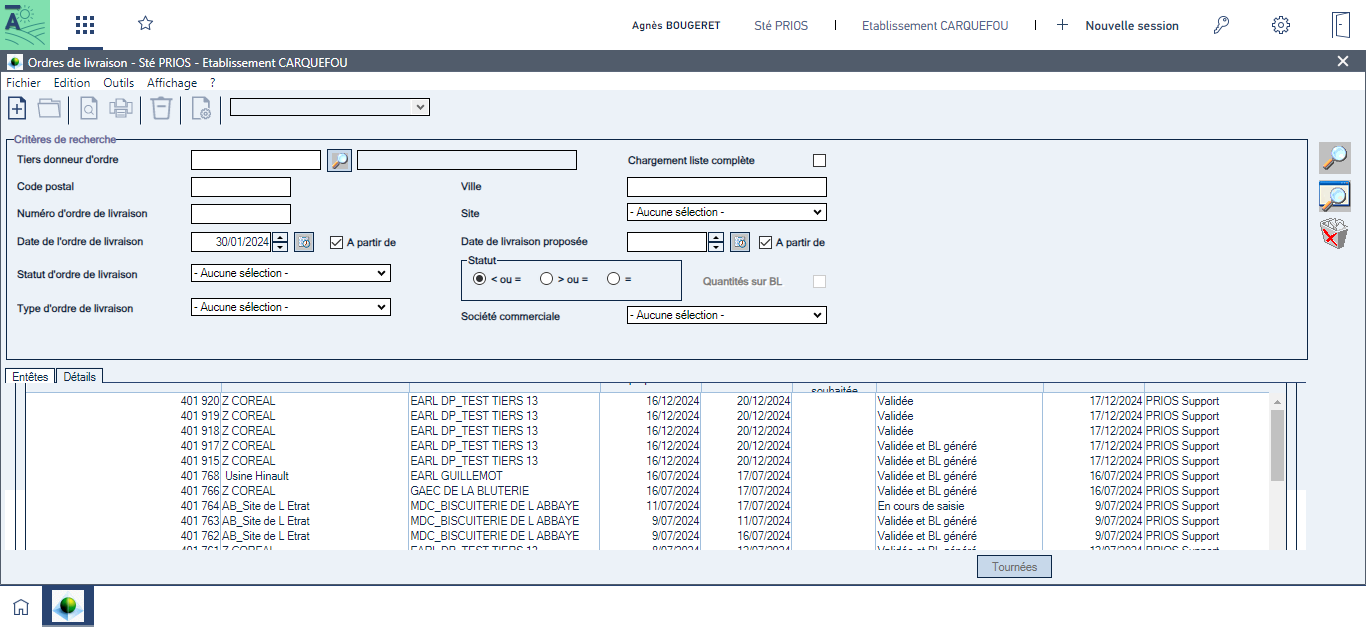 Agnès BOUGERET Sté PRIOS Etablissement CARQUEFOU Nouvelle session
Ordres de livraison - Sté PRIOS - Etablissement CARQUEFOU
Fichier Edition Outils Affichage ?
Critères de recherche
Tiers donneur d'ordre Chargement liste complète
Code postal Ville
Numéro d'ordre de livraison Site - Aucune sélection -
Date de l'ordre de livraison 30/01/2024 A partir de Date de livraison proposée A partir de
Statut
Statut d'ordre de livraison - Aucune sélection - < ou = > ou = = Quantités sur BL
Type d'ordre de livraison - Aucune sélection - Société commerciale - Aucune sélection -
Entêtes Détails
souhaitée
401 920 Z COREAL EARL DP_TEST TIERS 13 16/12/2024 20/12/2024 Validée 17/12/2024 PRIOS Support
401 919 Z COREAL EARL DP_TEST TIERS 13 16/12/2024 20/12/2024 Validée 17/12/2024 PRIOS Support
401 918 Z COREAL EARL DP_TEST TIERS 13 16/12/2024 20/12/2024 Validée 17/12/2024 PRIOS Support
401 917 Z COREAL EARL DP_TEST TIERS 13 16/12/2024 20/12/2024 Validée et BL généré 17/12/2024 PRIOS Support
401 915 Z COREAL EARL DP_TEST TIERS 13 16/12/2024 20/12/2024 Validée et BL généré 17/12/2024 PRIOS Support
401 768 Usine Hinault EARL GUILLEMOT 16/07/2024 17/07/2024 Validée et BL généré 16/07/2024 PRIOS Support
401 766 Z COREAL GAEC DE LA BLUTERIE 16/07/2024 17/07/2024 Validée et BL généré 16/07/2024 PRIOS Support
401 764 AB_Site de L Etrat MDC_BISCUITERIE DE L ABBAYE 11/07/2024 17/07/2024 En cours de saisie 9/07/2024 PRIOS Support
401 763 AB_Site de L Etrat MDC_BISCUITERIE DE L ABBAYE 9/07/2024 11/07/2024 Validée et BL généré 9/07/2024 PRIOS Support
401 762 AB_Site de L Etrat MDC_BISCUITERIE DE L ABBAYE 9/07/2024 16/07/2024 Validée et BL généré 9/07/2024 PRIOS Support
401 761 Z COREAL EARL DP_TEST TIERS 13 Validée et BL généré PRIOS Support
Tournées